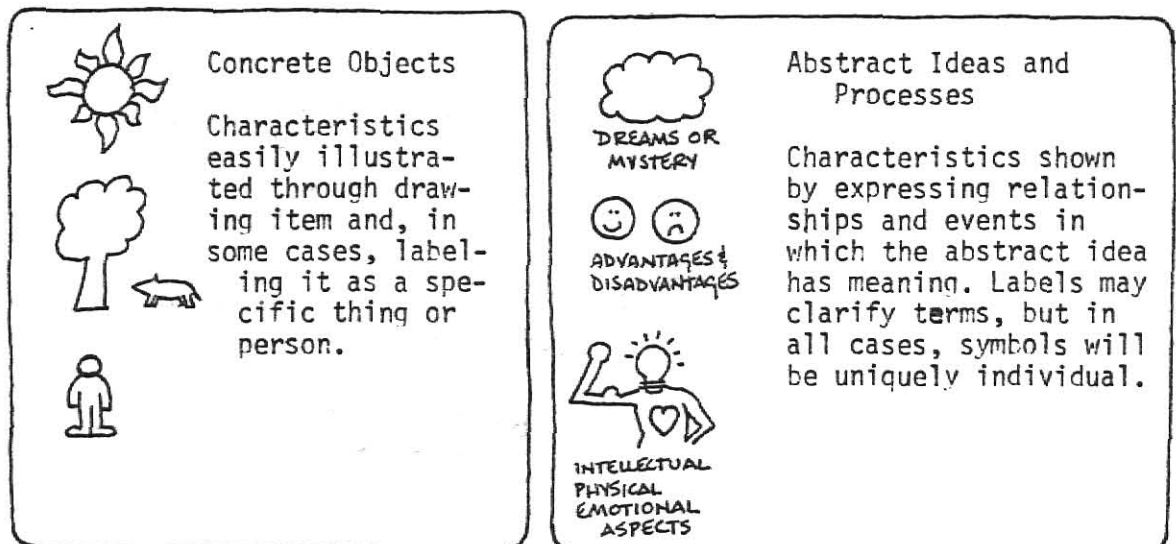 Concrete Objects
Characteristics
easily illustra-
ted through draw-
ing item and, in
some cases, label-
ing it as a spe-
cific thing or
person.
DREAMS OR
MYSTERY
ADVANTAGES &
DISADVANTAGES
INTELLECTUAL
PHYSICAL
EMOTIONAL
ASPECTS
Abstract Ideas and
Processes
Characteristics shown
by expressing relation-
ships and events in
which the abstract idea
has meaning. Labels may
clarify terms, but in
all cases, symbols will
be uniquely individual.